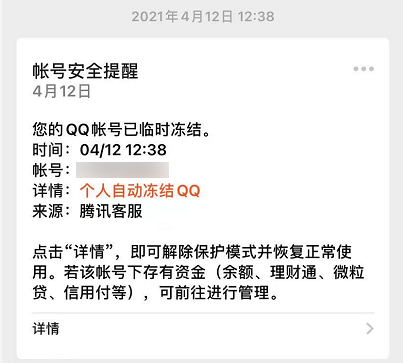 2021年4月12日 12:38
帐号安全提醒
4月12日
您的QQ帐号已临时冻结。
时间：04/12 12:38
帐号：
详情：个人自动冻结QQ
来源：腾讯客服
点击“详情”，即可解除保护模式并恢复正常使
用。若该帐号下存有资金（余额、理财通、微粒
贷、信用付等），可前往进行管理。
详情